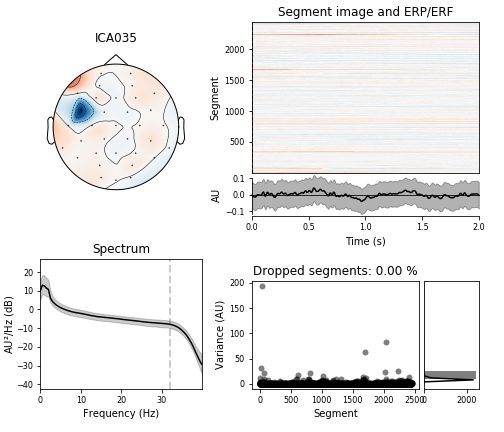 ICA035
Segment image and ERP/ERF
Segment
2000
1500
1000
500
AU
0.1
0.0
−0.1
0.0 0.5 1.0 1.5 2.0
Time (s)
Spectrum
AU²/Hz (dB)
20
10
0
−10
−20
−30
−40
0 10 20 30
Frequency (Hz)
Dropped segments: 0.00 %
Variance (AU)
200
150
100
50
0
0 500 1000 1500 2000 2500
0 2000
Segment